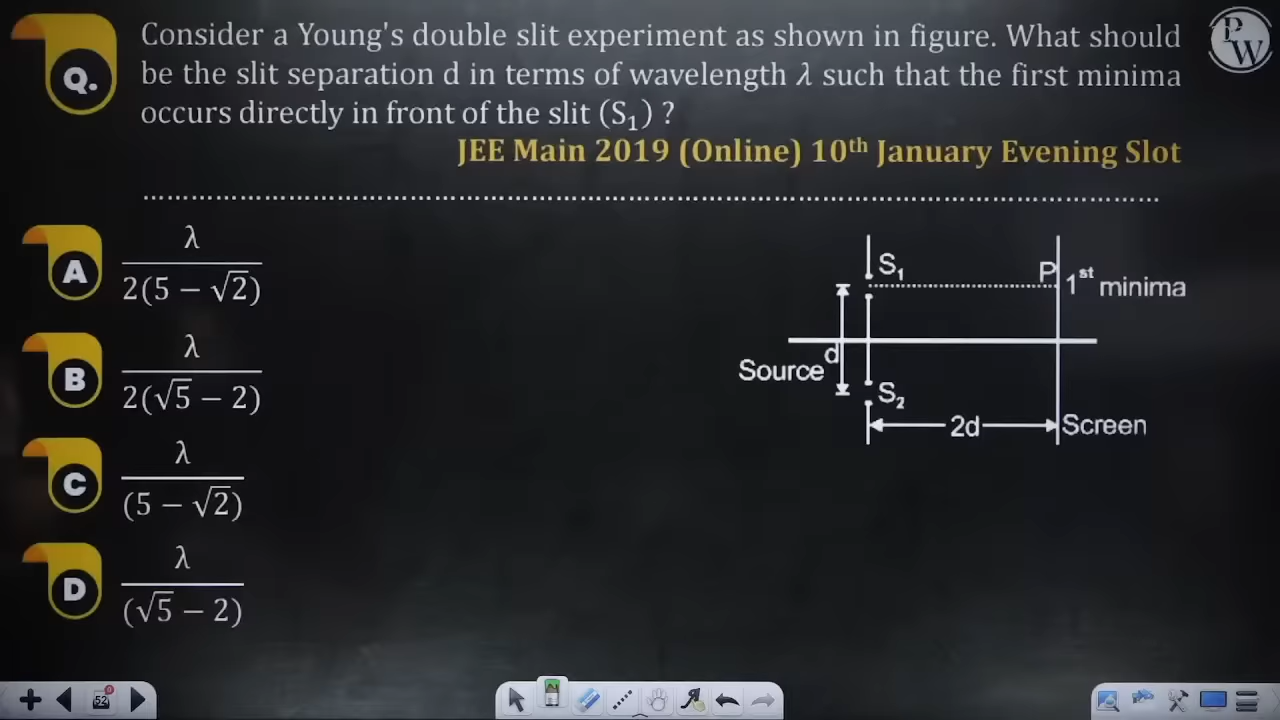 Q.
Consider a Young's double slit experiment as shown in figure. What should
be the slit separation d in terms of wavelength λ such that the first minima
occurs directly in front of the slit (S₁) ?
JEE Main 2019 (Online) 10th January Evening Slot
A λ / 2(5 − √2)
B λ / 2(√5 − 2)
C λ / (5 − √2)
D λ / (√5 − 2)
S₁
P
1st minima
d
Source
S₂
2d
Screen
PW
52